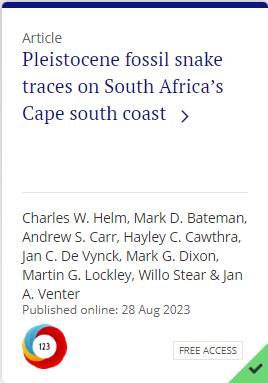 Article
Pleistocene fossil snake
traces on South Africa’s
Cape south coast
Charles W. Helm, Mark D. Bateman,
Andrew S. Carr, Hayley C. Cawthra,
Jan C. De Vynck, Mark G. Dixon,
Martin G. Lockley, Willo Stear & Jan
A. Venter
Published online: 28 Aug 2023
123
FREE ACCESS